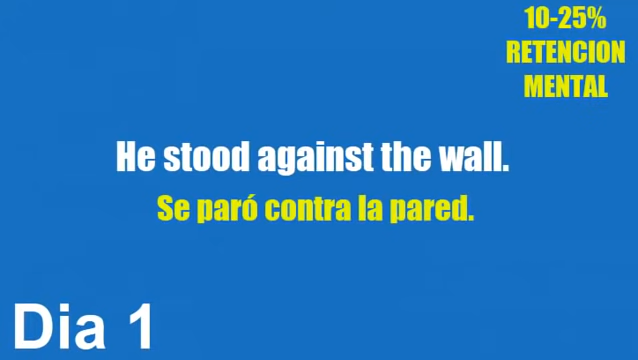 10-25%
RETENCION
MENTAL
He stood against the wall.
Se paró contra la pared.
Dia 1